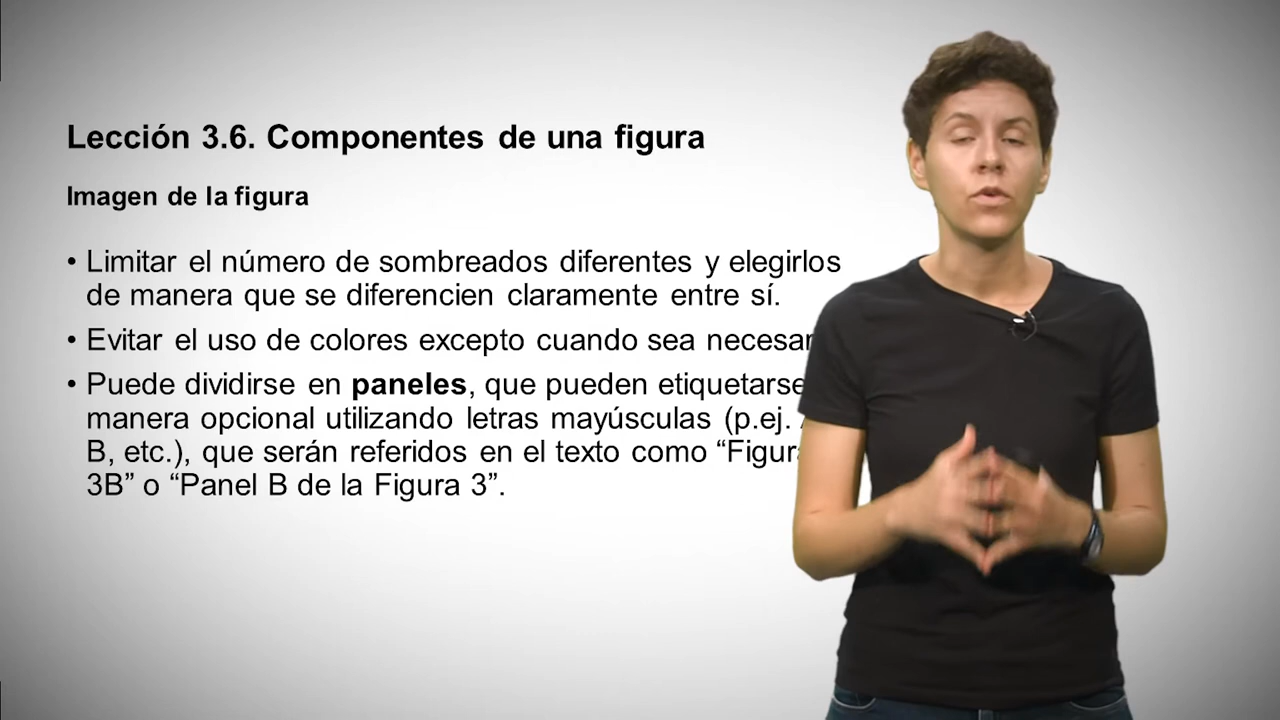 Lección 3.6. Componentes de una figura
Imagen de la figura
• Limitar el número de sombreados diferentes y elegirlos
de manera que se diferencien claramente entre sí.
• Evitar el uso de colores excepto cuando sea
• Puede dividirse en paneles, que pueden etiquetarse
manera opcional utilizando letras mayúsculas (p.ej.
B, etc.), que serán referidos en el texto como “Figura
3B” o “Panel B de la Figura 3”.